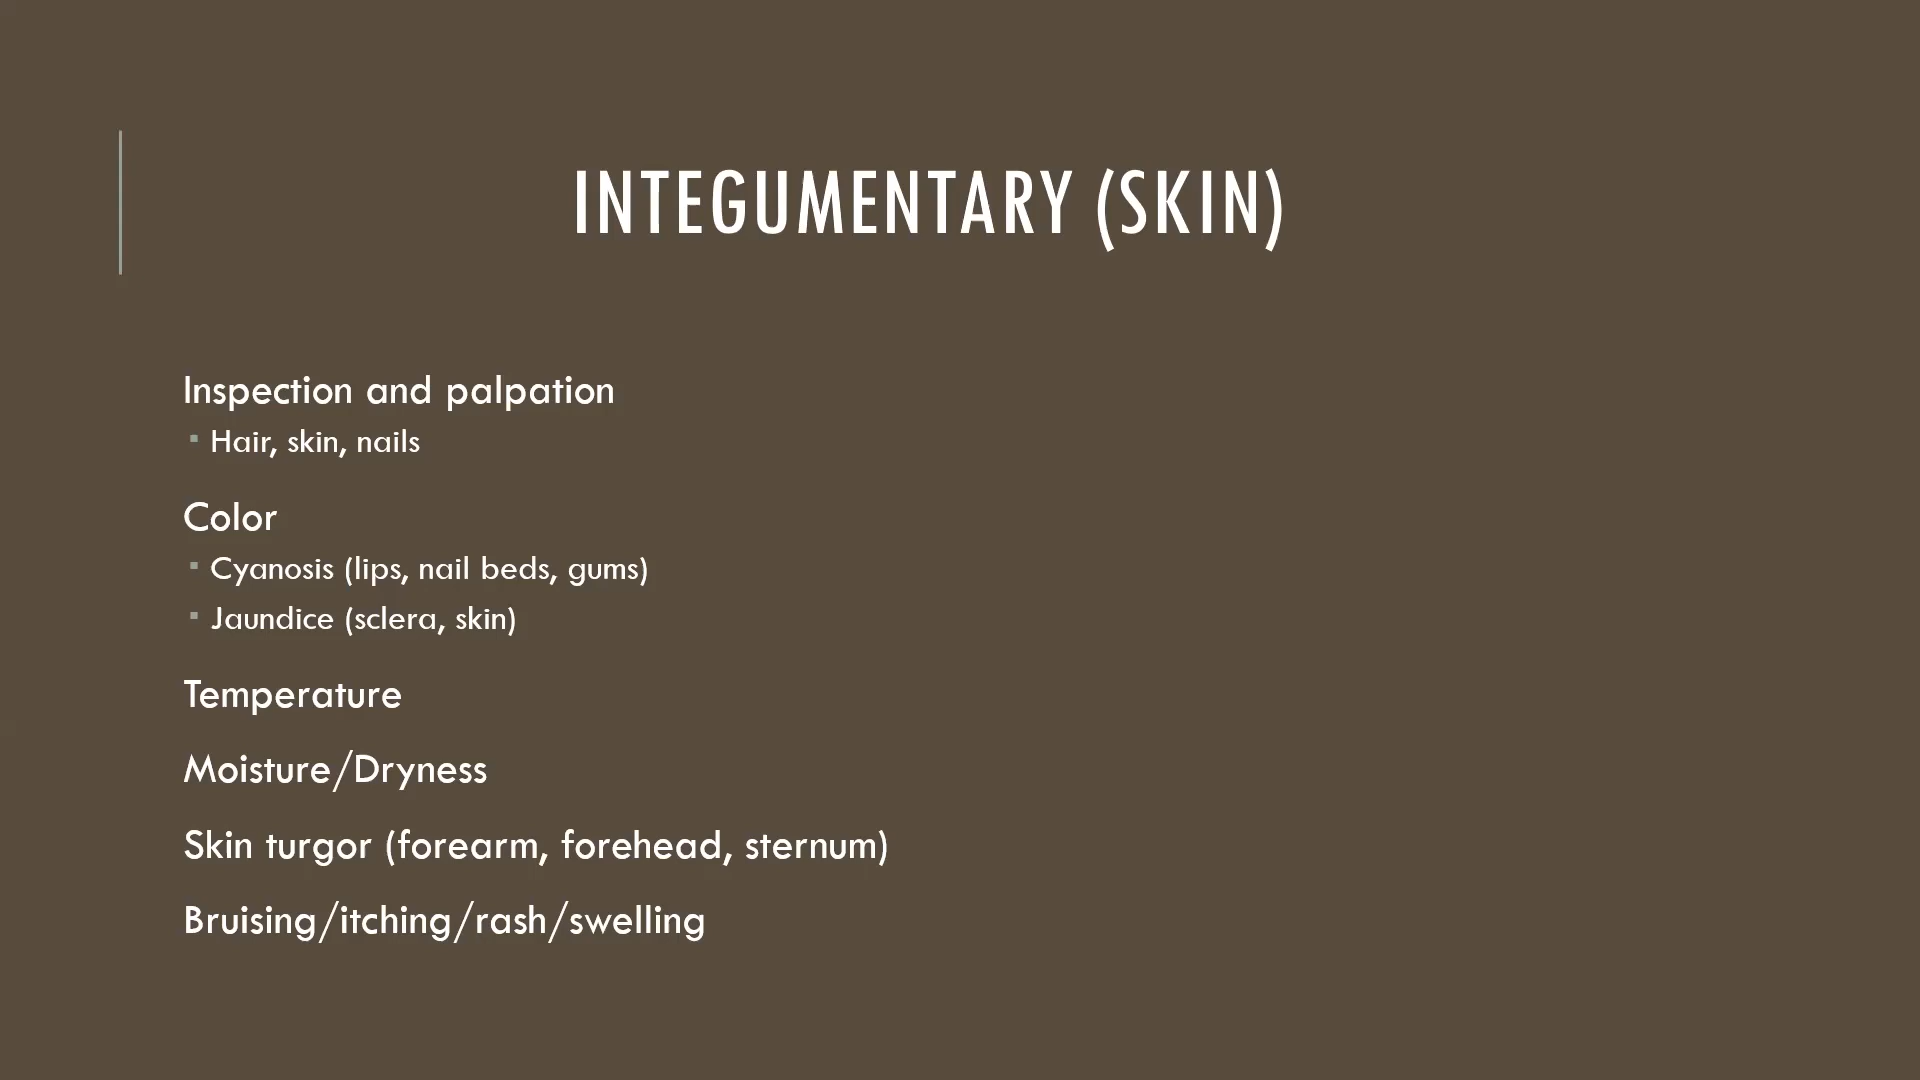 INTEGUMENTARY (SKIN)
Inspection and palpation
▪ Hair, skin, nails
Color
▪ Cyanosis (lips, nail beds, gums)
▪ Jaundice (sclera, skin)
Temperature
Moisture/Dryness
Skin turgor (forearm, forehead, sternum)
Bruising/itching/rash/swelling